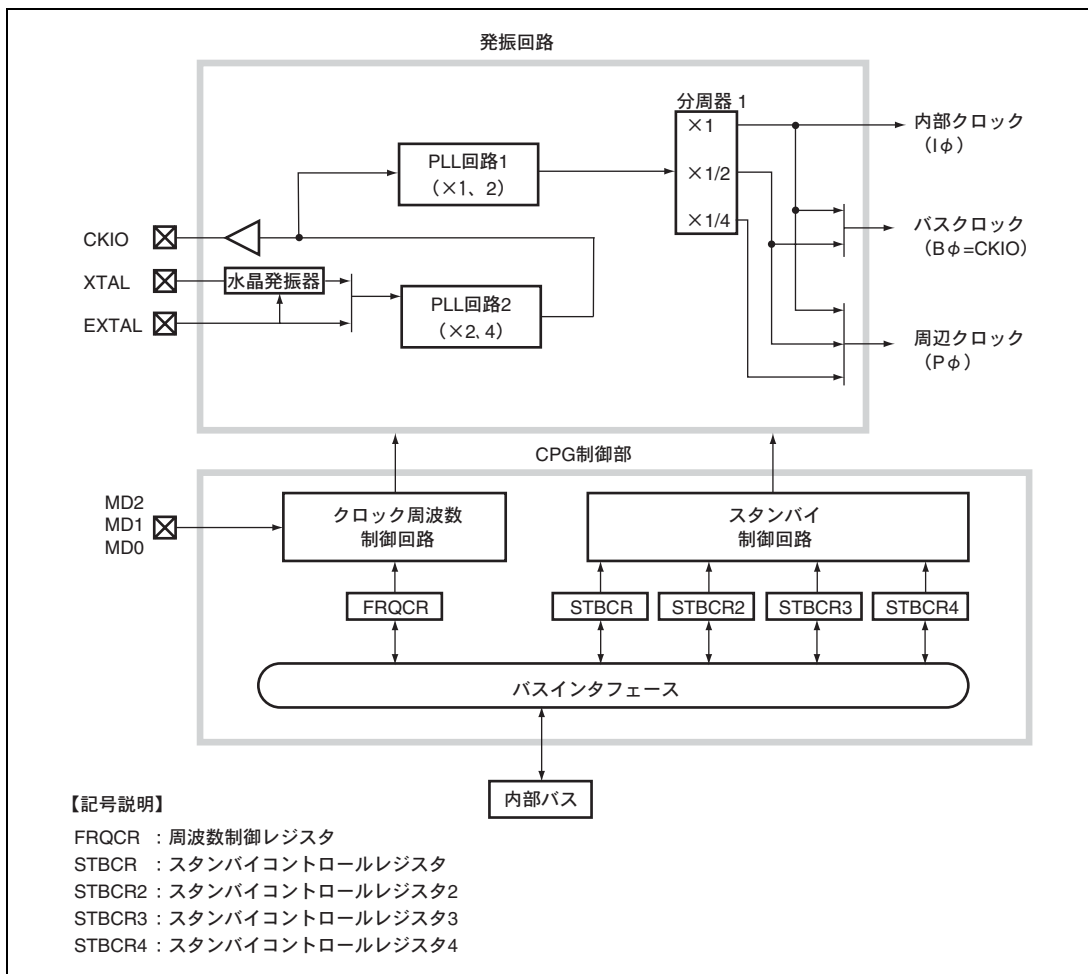 発振回路
分周器 1
×1
×1/2
×1/4
内部クロック
(Iφ)
PLL回路1
(×1、2)
バスクロック
(Bφ=CKIO)
CKIO
XTAL
水晶発振器
EXTAL
PLL回路2
(×2、4)
周辺クロック
(Pφ)
CPG制御部
MD2
MD1
MD0
クロック周波数
制御回路
スタンバイ
制御回路
FRQCR
STBCR
STBCR2
STBCR3
STBCR4
バスインタフェース
内部バス
【記号説明】
FRQCR : 周波数制御レジスタ
STBCR : スタンバイコントロールレジスタ
STBCR2 : スタンバイコントロールレジスタ2
STBCR3 : スタンバイコントロールレジスタ3
STBCR4 : スタンバイコントロールレジスタ4